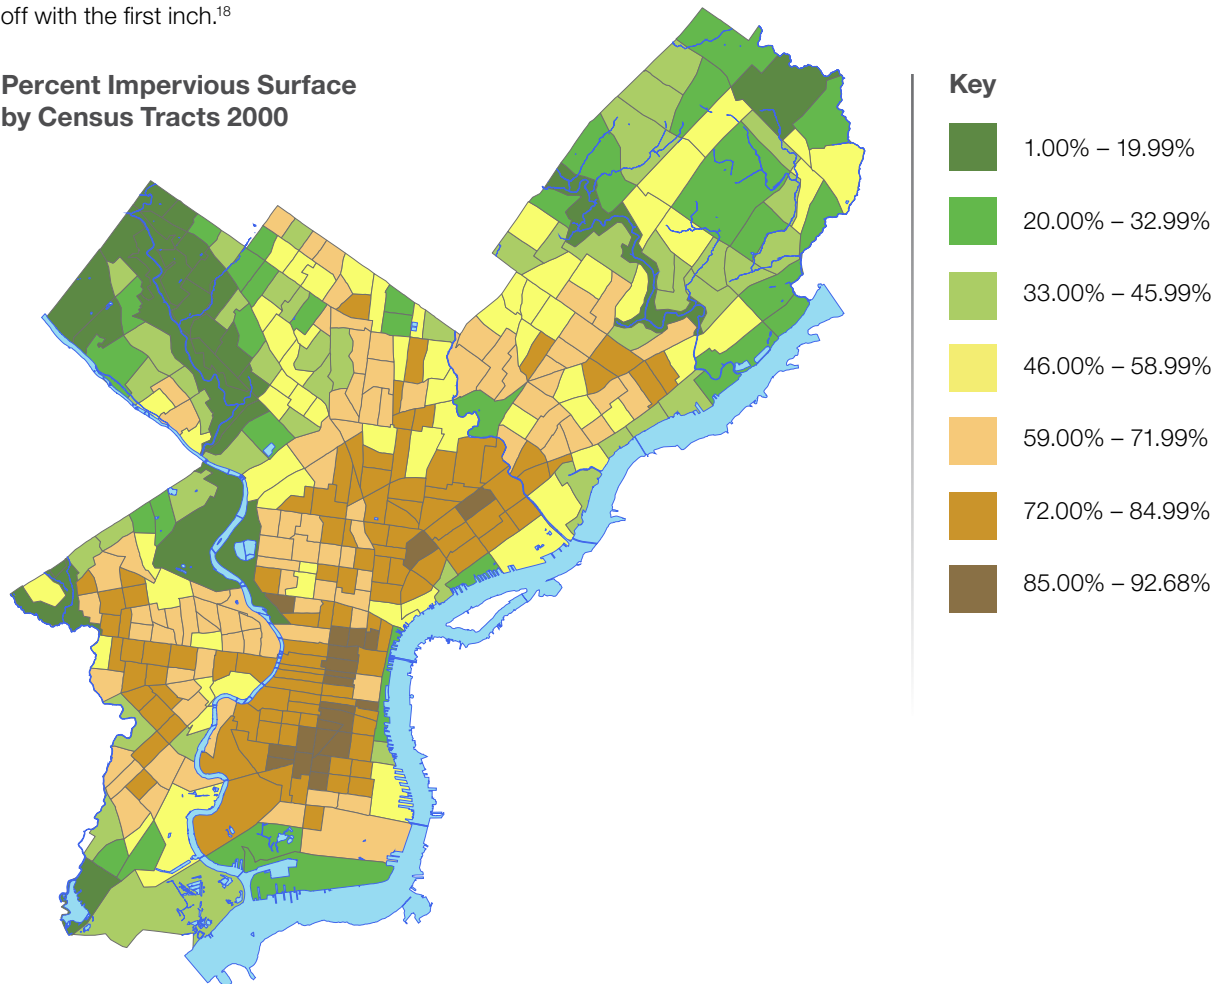 off with the first inch.18
Percent Impervious Surface
by Census Tracts 2000
Key
1.00% – 19.99%
20.00% – 32.99%
33.00% – 45.99%
46.00% – 58.99%
59.00% – 71.99%
72.00% – 84.99%
85.00% – 92.68%